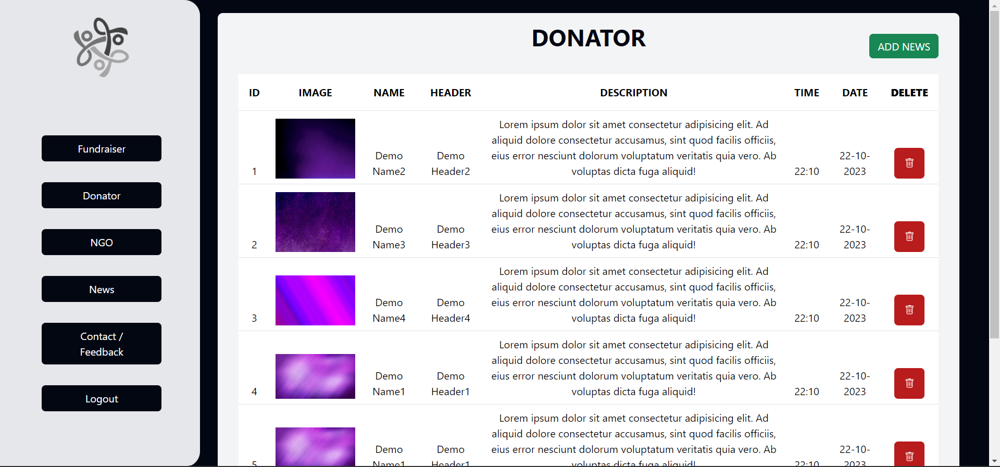 Fundraiser
Donator
NGO
News
Contact /
Feedback
Logout
DONATOR
ADD NEWS
ID IMAGE NAME HEADER DESCRIPTION TIME DATE DELETE
Lorem ipsum dolor sit amet consectetur adipisicing elit. Ad
aliquid dolore consectetur accusamus, sint quod facilis officiis,
Demo Demo eius error nesciunt dolorum voluptatum veritatis quia vero. Ab 22-10-
1 Name2 Header2 voluptas dicta fuga aliquid! 22:10 2023
Lorem ipsum dolor sit amet consectetur adipisicing elit. Ad
aliquid dolore consectetur accusamus, sint quod facilis officiis,
Demo Demo eius error nesciunt dolorum voluptatum veritatis quia vero. Ab 22-10-
2 Name3 Header3 voluptas dicta fuga aliquid! 22:10 2023
Lorem ipsum dolor sit amet consectetur adipisicing elit. Ad
aliquid dolore consectetur accusamus, sint quod facilis officiis,
Demo Demo eius error nesciunt dolorum voluptatum veritatis quia vero. Ab 22-10-
3 Name4 Header4 voluptas dicta fuga aliquid! 22:10 2023
Lorem ipsum dolor sit amet consectetur adipisicing elit. Ad
aliquid dolore consectetur accusamus, sint quod facilis officiis,
Demo Demo eius error nesciunt dolorum voluptatum veritatis quia vero. Ab 22-10-
4 Name1 Header1 voluptas dicta fuga aliquid! 22:10 2023
Lorem ipsum dolor sit amet consectetur adipisicing elit. Ad
aliquid dolore consectetur accusamus, sint quod facilis officiis,
Demo Demo eius error nesciunt dolorum voluptatum veritatis quia vero. Ab 22-10-
5 Name1 Header1 voluptas dicta fuga aliquid! 22:10 2023